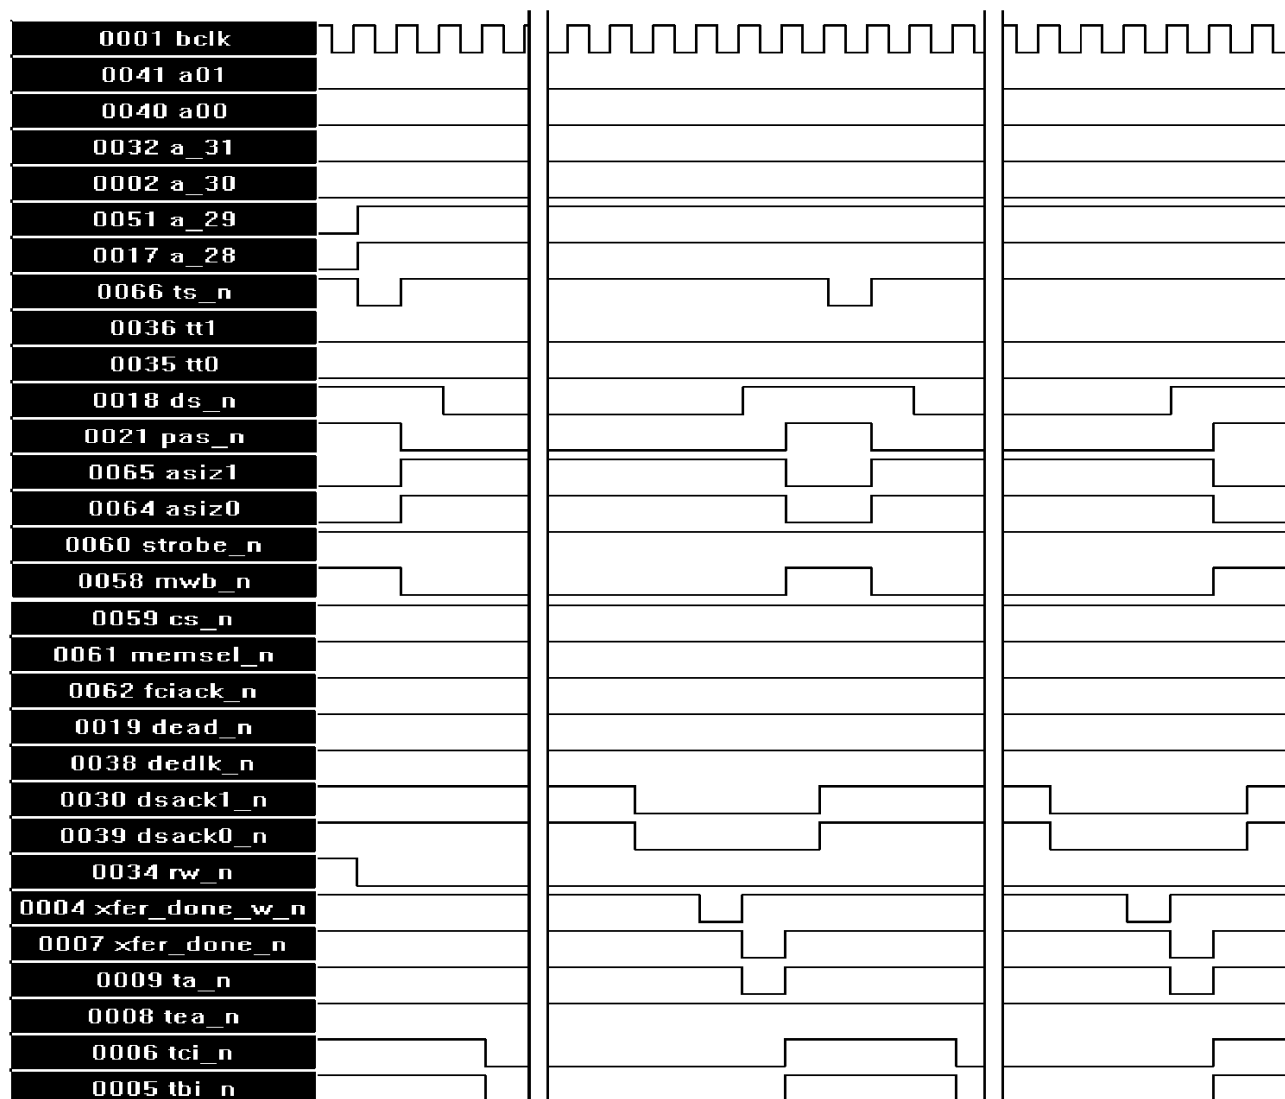 0001 bclk
0041 a01
0040 a00
0032 a_31
0002 a_30
0051 a_29
0017 a_28
0066 ts_n
0036 tt1
0035 tt0
0018 ds_n
0021 pas_n
0065 asiz1
0064 asiz0
0060 strobe_n
0058 mwb_n
0059 cs_n
0061 memsel_n
0062 fciack_n
0019 dead_n
0038 dedlk_n
0030 dsack1_n
0039 dsack0_n
0034 rw_n
0004 xfer_done_w_n
0007 xfer_done_n
0009 ta_n
0008 tea_n
0006 tci_n
0005 tbi_n